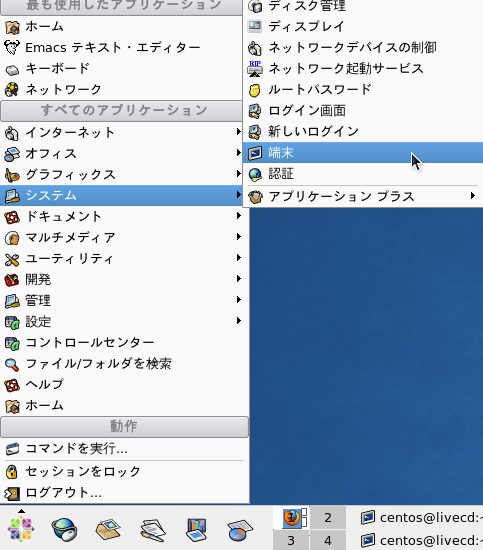 最も使用したアプリケーション
ホーム
Emacs テキスト・エディター
キーボード
ネットワーク
すべてのアプリケーション
インターネット
オフィス
グラフィックス
システム
ドキュメント
マルチメディア
ユーティリティ
開発
管理
設定
コントロールセンター
ファイル/フォルダを検索
ヘルプ
ホーム
動作
コマンドを実行...
セッションをロック
ログアウト...
ディスク管理
ディスプレイ
ネットワークデバイスの制御
RIP ネットワーク起動サービス
ルートパスワード
ログイン画面
新しいログイン
端末
認証
アプリケーション プラス
2
centos@livecd:~
3 4
centos@livecd:~